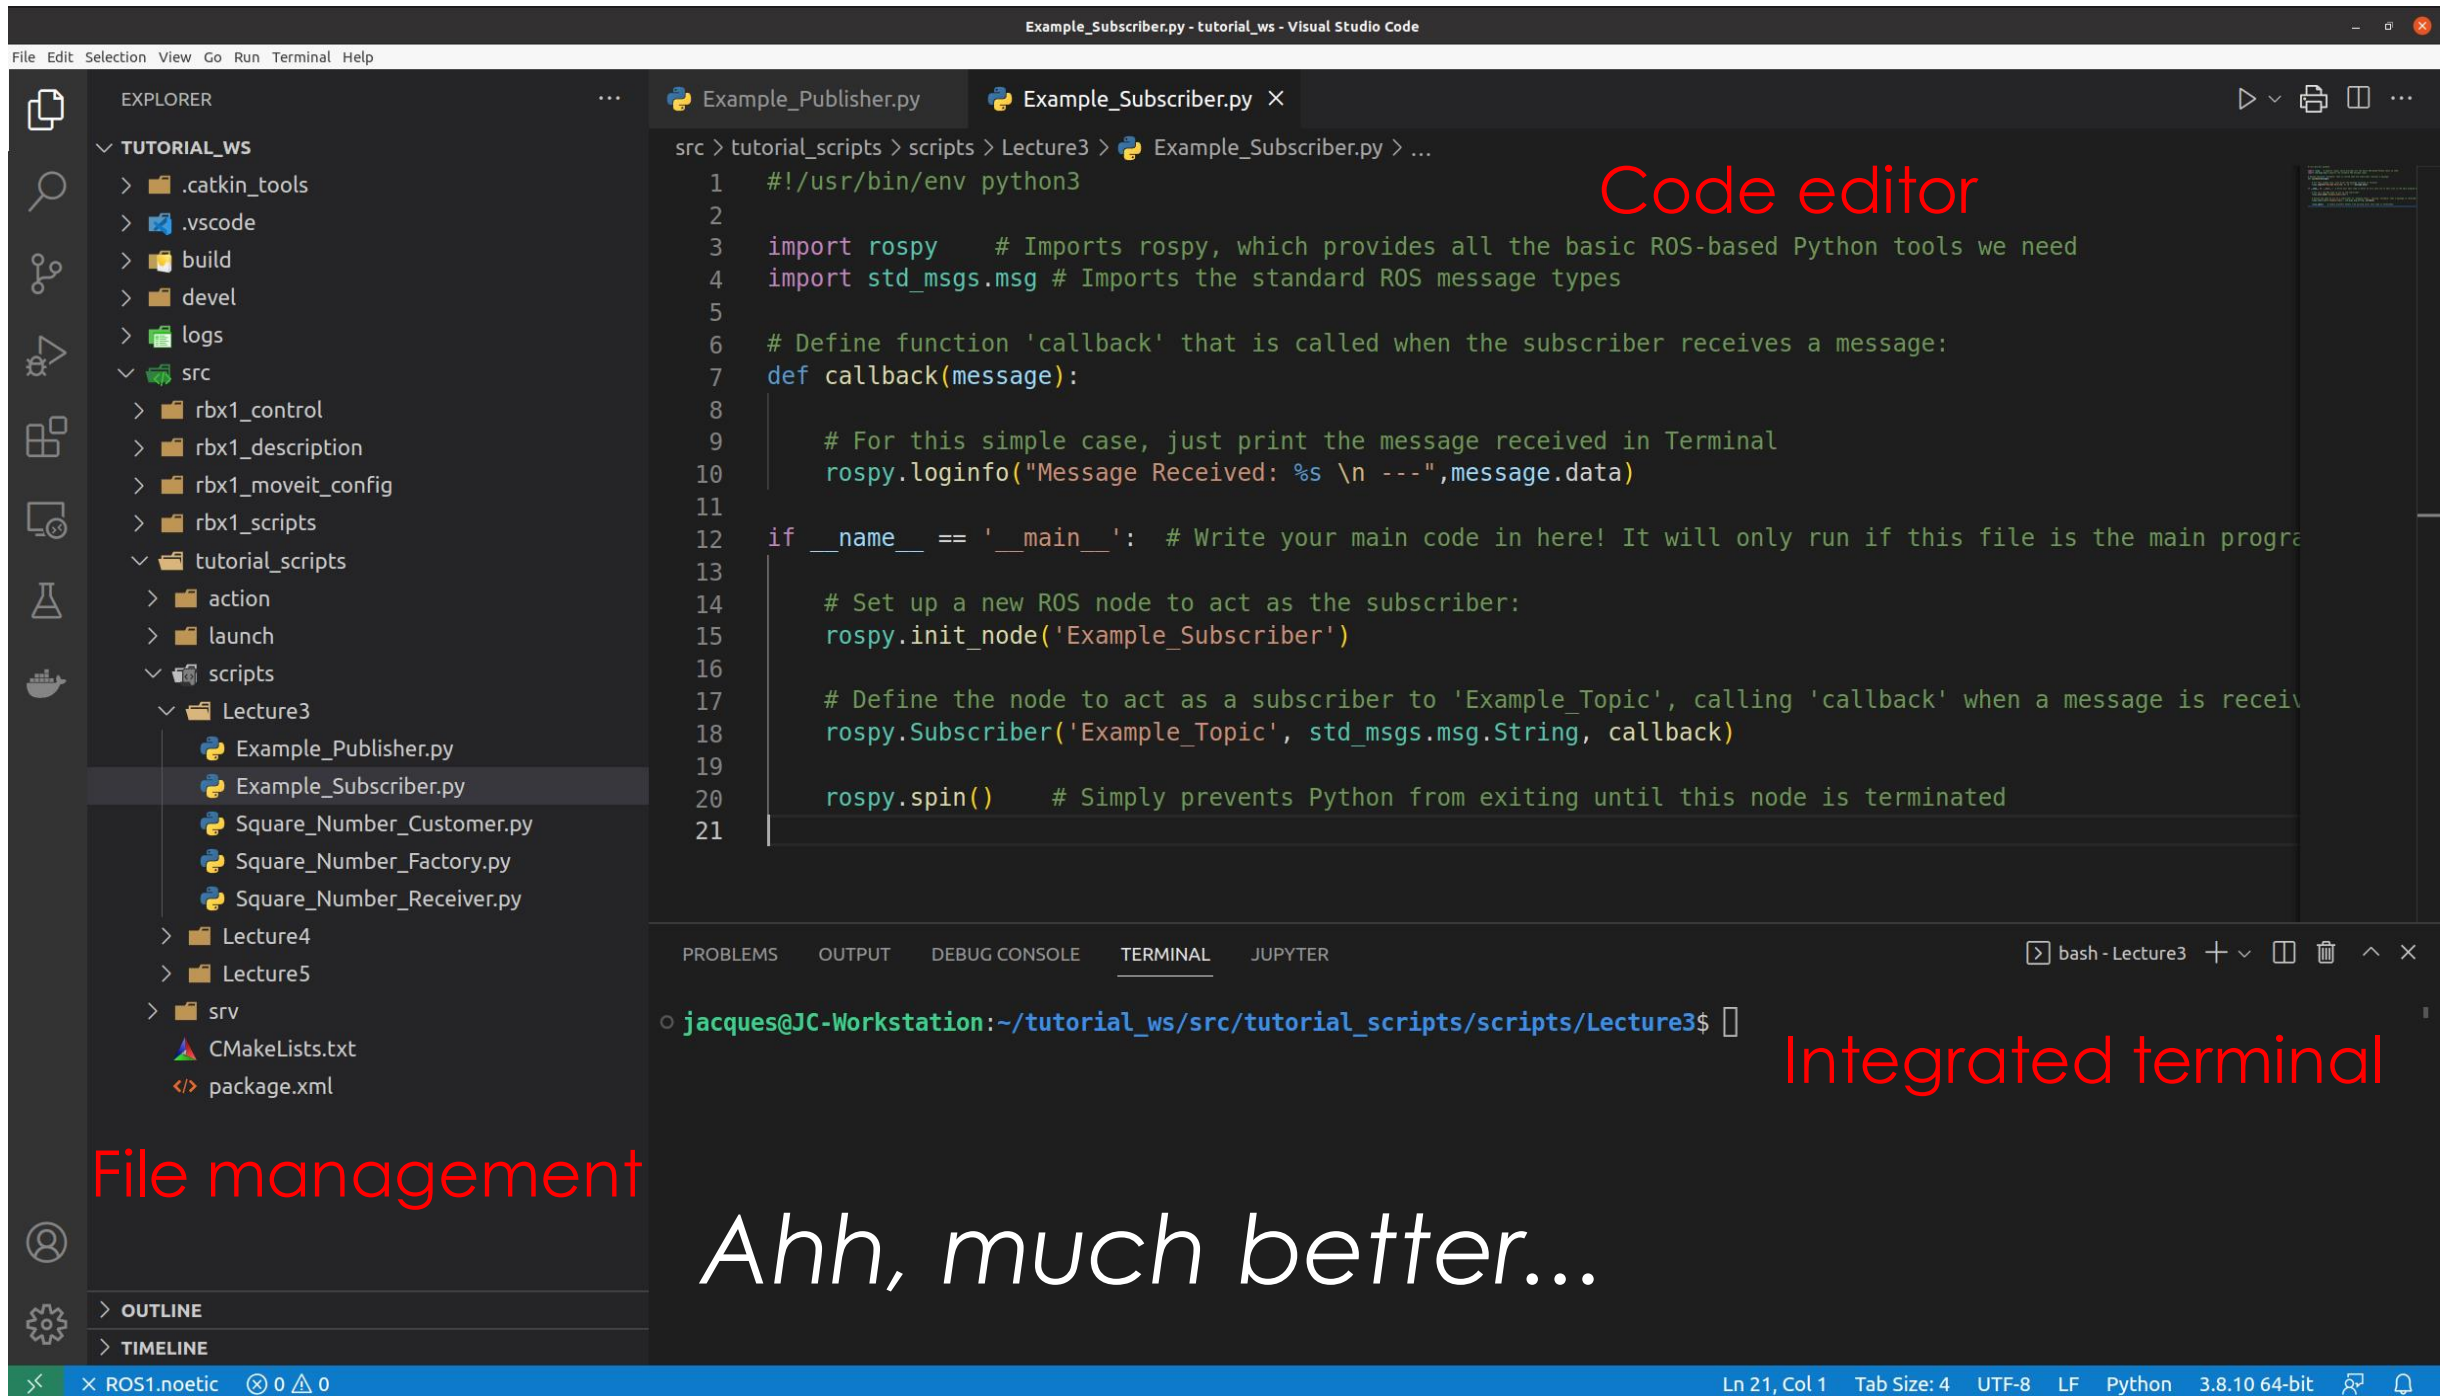 Example_Subscriber.py - tutorial_ws - Visual Studio Code
File Edit Selection View Go Run Terminal Help
EXPLORER ...
TUTORIAL_WS
.catkin_tools
.vscode
build
devel
logs
src
rbx1_control
rbx1_description
rbx1_moveit_config
rbx1_scripts
tutorial_scripts
action
launch
scripts
Lecture3
Example_Publisher.py
Example_Subscriber.py
Square_Number_Customer.py
Square_Number_Factory.py
Square_Number_Receiver.py
Lecture4
Lecture5
srv
CMakeLists.txt
package.xml
File management
OUTLINE
TIMELINE
Example_Publisher.py Example_Subscriber.py
src > tutorial_scripts > scripts > Lecture3 > Example_Subscriber.py > ...
Code editor
1 #!/usr/bin/env python3
2
3 import rospy    # Imports rospy, which provides all the basic ROS-based Python tools we need
4 import std_msgs.msg # Imports the standard ROS message types
5
6 # Define function 'callback' that is called when the subscriber receives a message:
7 def callback(message):
8
9     # For this simple case, just print the message received in Terminal
10     rospy.loginfo("Message Received: %s \n ---",message.data)
11
12 if __name__ == '__main__':  # Write your main code in here! It will only run if this file is the main progra
13
14     # Set up a new ROS node to act as the subscriber:
15     rospy.init_node('Example_Subscriber')
16
17     # Define the node to act as a subscriber to 'Example_Topic', calling 'callback' when a message is receiv
18     rospy.Subscriber('Example_Topic', std_msgs.msg.String, callback)
19
20     rospy.spin()    # Simply prevents Python from exiting until this node is terminated
21
PROBLEMS OUTPUT DEBUG CONSOLE TERMINAL JUPYTER bash - Lecture3
jacques@JC-Workstation:~/tutorial_ws/src/tutorial_scripts/scripts/Lecture3$
Integrated terminal
Ahh, much better...
ROS1.noetic 0 0 Ln 21, Col 1 Tab Size: 4 UTF-8 LF Python 3.8.10 64-bit